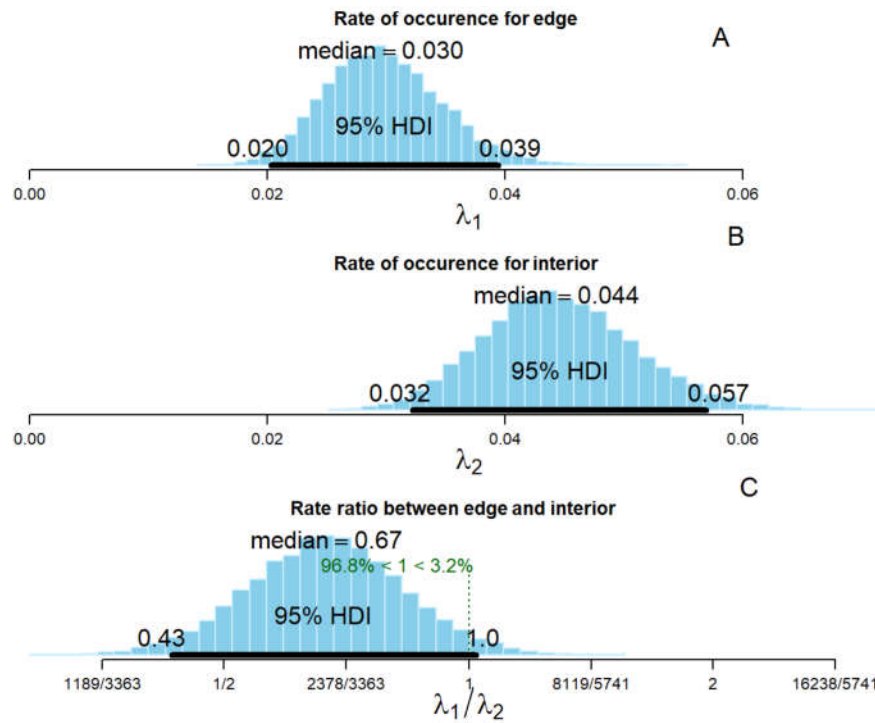 Rate of occurence for edge
A
median = 0.030
95% HDI
0.020 0.039
0.00 0.02 0.04 0.06
λ1
B
Rate of occurence for interior
median = 0.044
95% HDI
0.032 0.057
0.00 0.02 0.04 0.06
λ2
C
Rate ratio between edge and interior
median = 0.67
96.8% < 1 < 3.2%
95% HDI
0.43 1.0
1189/3363 1/2 2378/3363 1 8119/5741 2 16238/5741
λ1/λ2